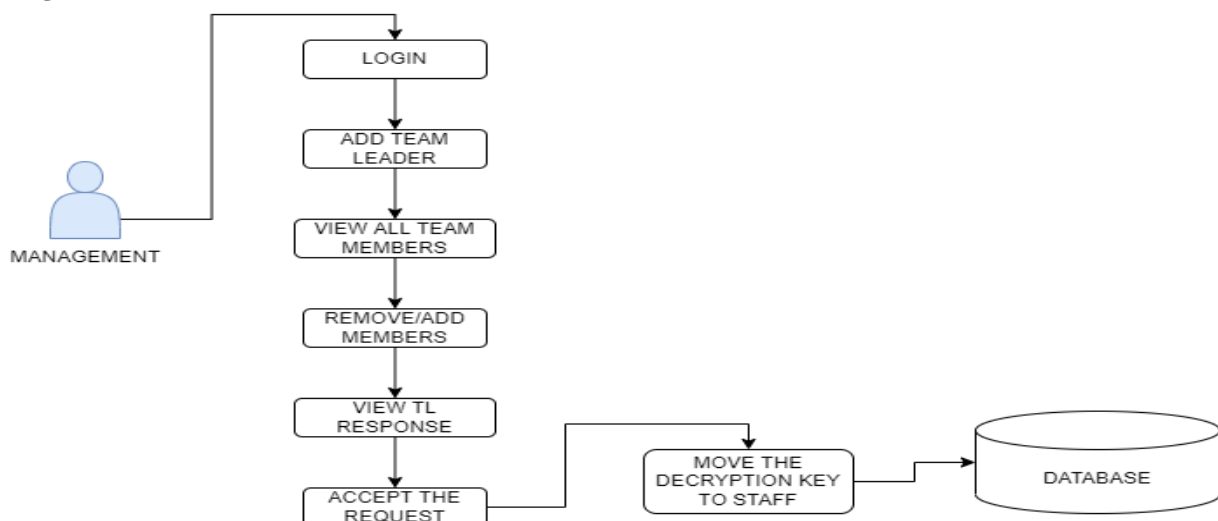 LOGIN
ADD TEAM
LEADER
VIEW ALL TEAM
MEMBERS
MANAGEMENT
REMOVE/ADD
MEMBERS
VIEW TL
RESPONSE
ACCEPT THE
REQUEST
MOVE THE
DECRYPTION KEY
TO STAFF
DATABASE